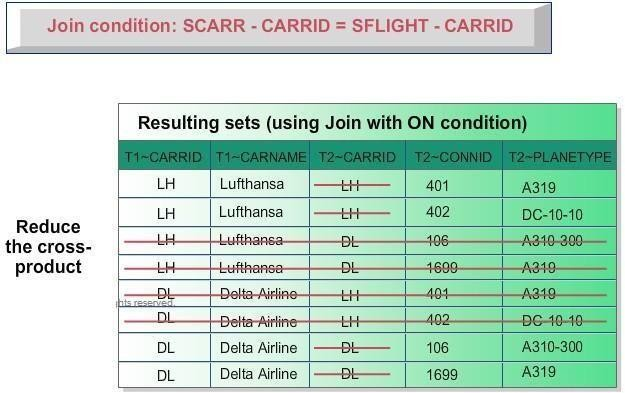 Join condition: SCARR - CARRID = SFLIGHT - CARRID
Resulting sets (using Join with ON condition)
T1~CARRID T1~CARNAME T2~CARRID T2~CONNID T2~PLANETYPE
LH Lufthansa LH 401 A319
LH Lufthansa LH 402 DC-10-10
LH Lufthansa DL 106 A310-300
LH Lufthansa DL 1699 A319
DL Delta Airline LH 401 A319
DL Delta Airline LH 402 DC-10-10
DL Delta Airline DL 106 A310-300
DL Delta Airline DL 1699 A319
Reduce
the cross-
product
reserved.